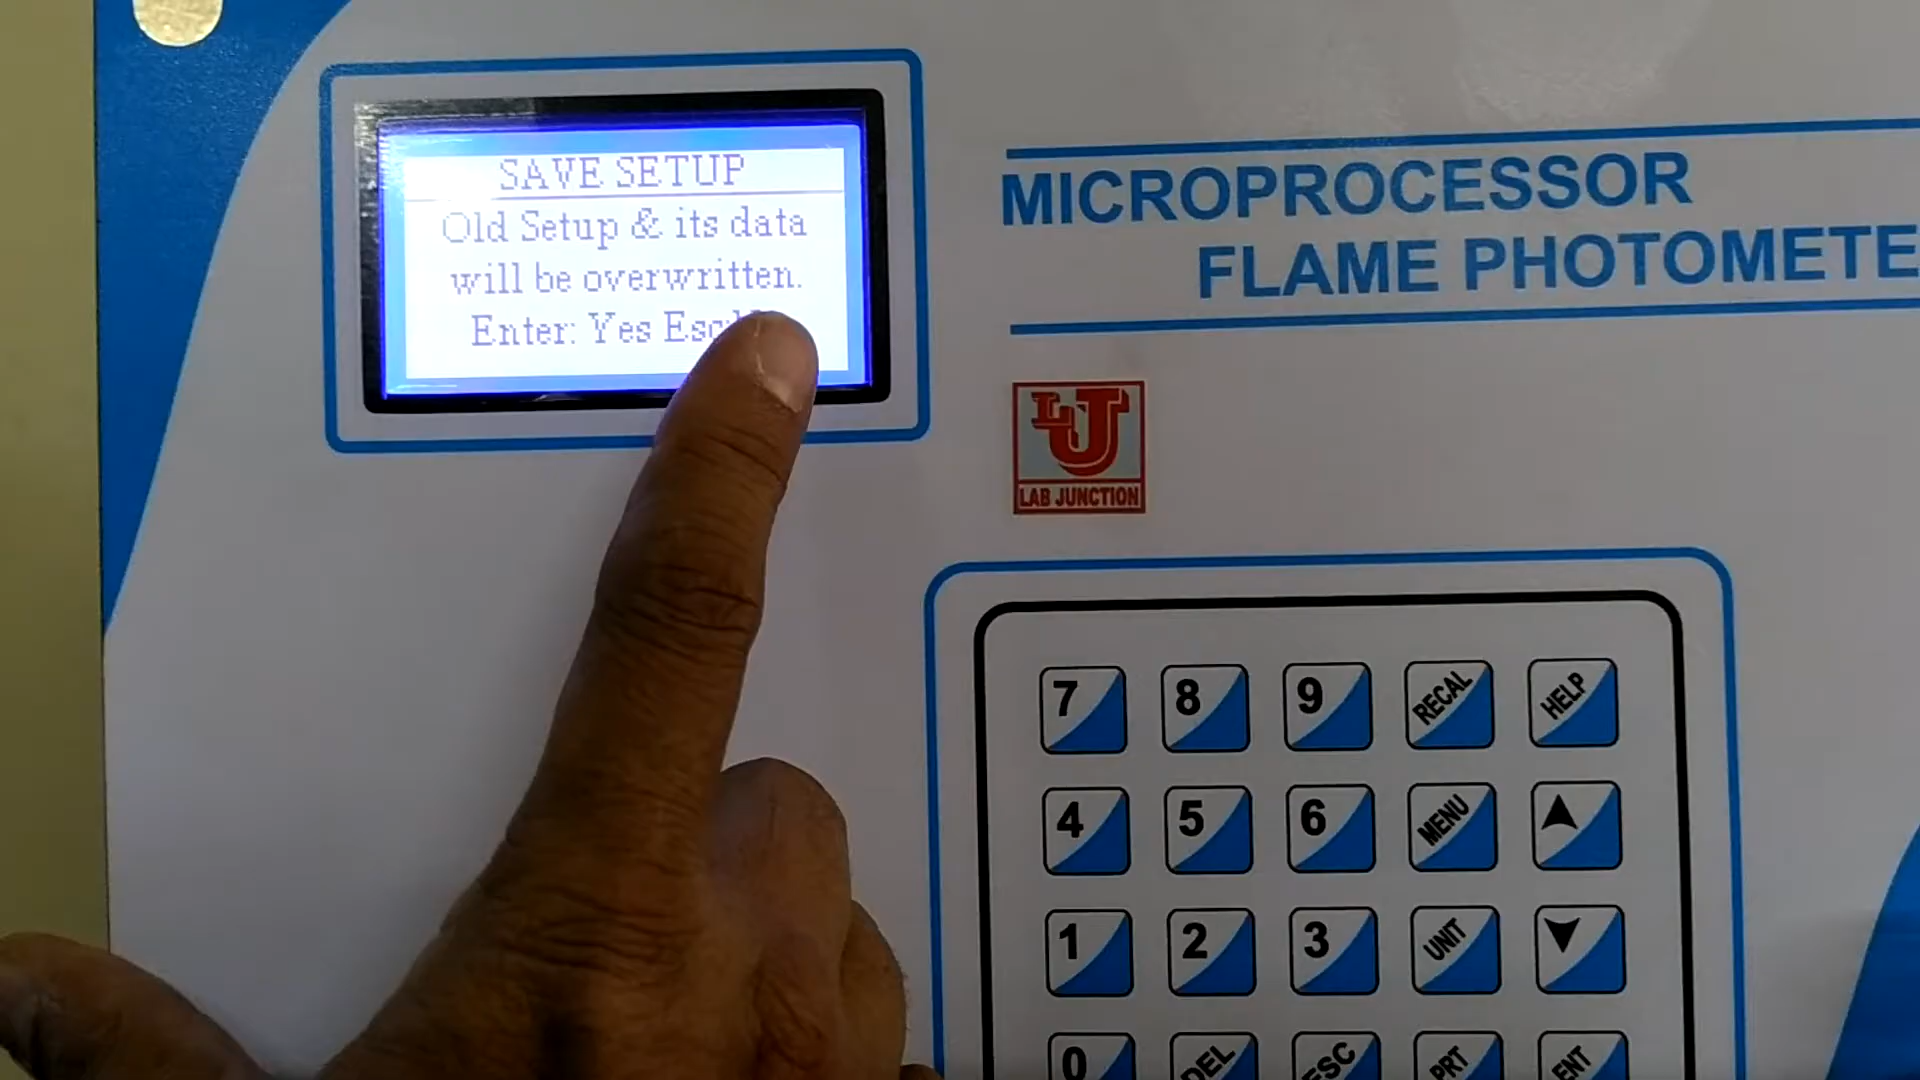 SAVE SETUP
Old Setup & its data
will be overwritten.
Enter: Yes
MICROPROCESSOR
FLAME PHOTOMETE
LJ
LAB JUNCTION
7 8 9 RECAL HELP
4 5 6 MENU
1 2 3 UNIT
0 DEL ESC PRT ENT